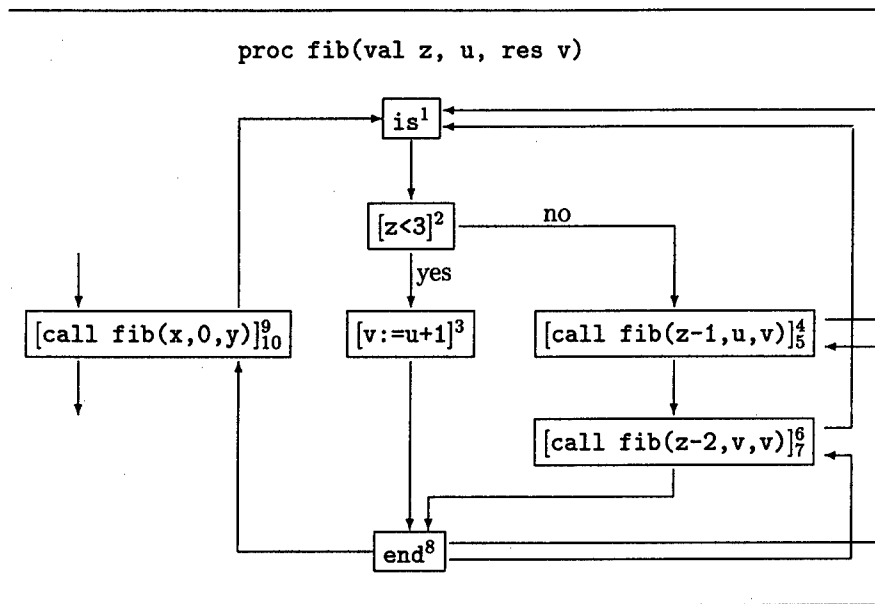 proc fib(val z, u, res v)
is¹
[z<3]²
no
yes
[call fib(x,0,y)]⁹₁₀
[v:=u+1]³
[call fib(z-1,u,v)]⁴₅
[call fib(z-2,v,v)]⁶₇
end⁸